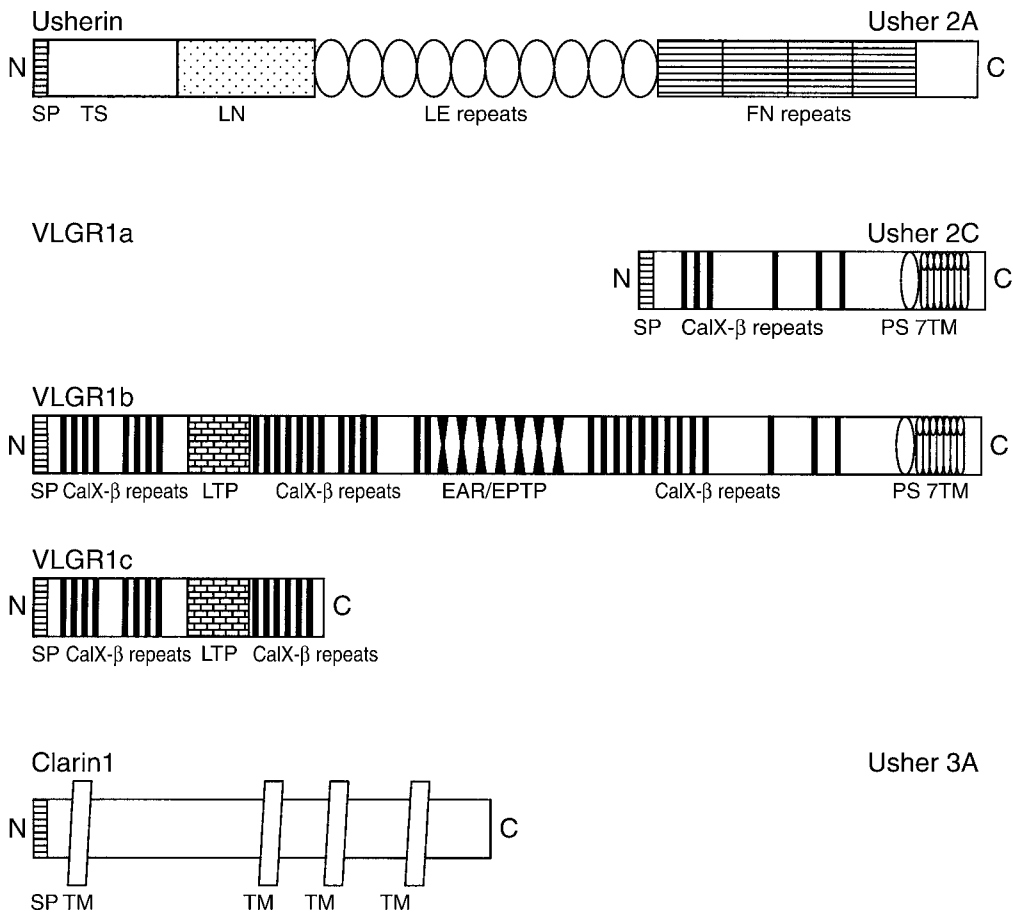 Usherin Usher 2A
N C
SP TS LN LE repeats FN repeats
VLGR1a Usher 2C
N C
SP CalX-β repeats PS 7TM
VLGR1b
N C
SP CalX-β repeats LTP CalX-β repeats EAR/EPTP CalX-β repeats PS 7TM
VLGR1c
N C
SP CalX-β repeats LTP CalX-β repeats
Clarin1 Usher 3A
N C
SP TM TM TM TM